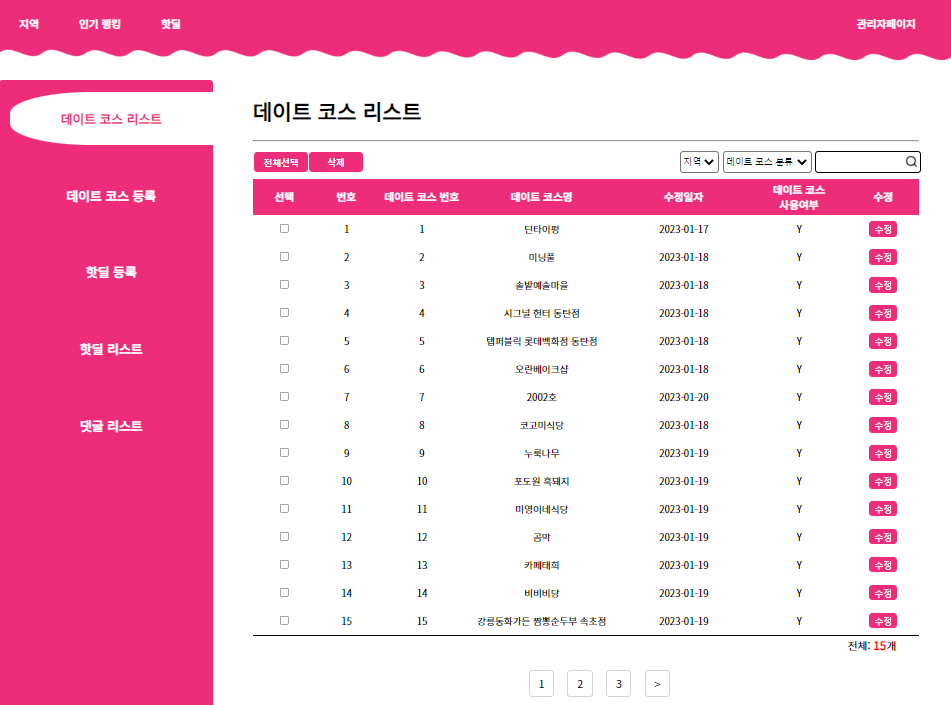 지역 인기 랭킹 핫딜 관리자페이지
데이트 코스 리스트
데이트 코스 등록
핫딜 등록
핫딜 리스트
댓글 리스트
데이트 코스 리스트
전체선택 삭제 지역 데이트 코스 분류
선택 번호 데이트 코스 번호 데이트 코스명 수정일자 데이트 코스 사용여부 수정
1 1 딘타이펑 2023-01-17 Y 수정
2 2 미닝풀 2023-01-18 Y 수정
3 3 솔밭예술마을 2023-01-18 Y 수정
4 4 시그널 헌터 동탄점 2023-01-18 Y 수정
5 5 탭퍼블릭 롯데백화점 동탄점 2023-01-18 Y 수정
6 6 오란베이크샵 2023-01-18 Y 수정
7 7 2002호 2023-01-20 Y 수정
8 8 코고미식당 2023-01-18 Y 수정
9 9 누룩나무 2023-01-19 Y 수정
10 10 포도원 흑돼지 2023-01-19 Y 수정
11 11 미영이네식당 2023-01-19 Y 수정
12 12 곰막 2023-01-19 Y 수정
13 13 카페태희 2023-01-19 Y 수정
14 14 비비비당 2023-01-19 Y 수정
15 15 강릉동화가든 짬뽕순두부 속초점 2023-01-19 Y 수정
전체: 15개
1 2 3 >